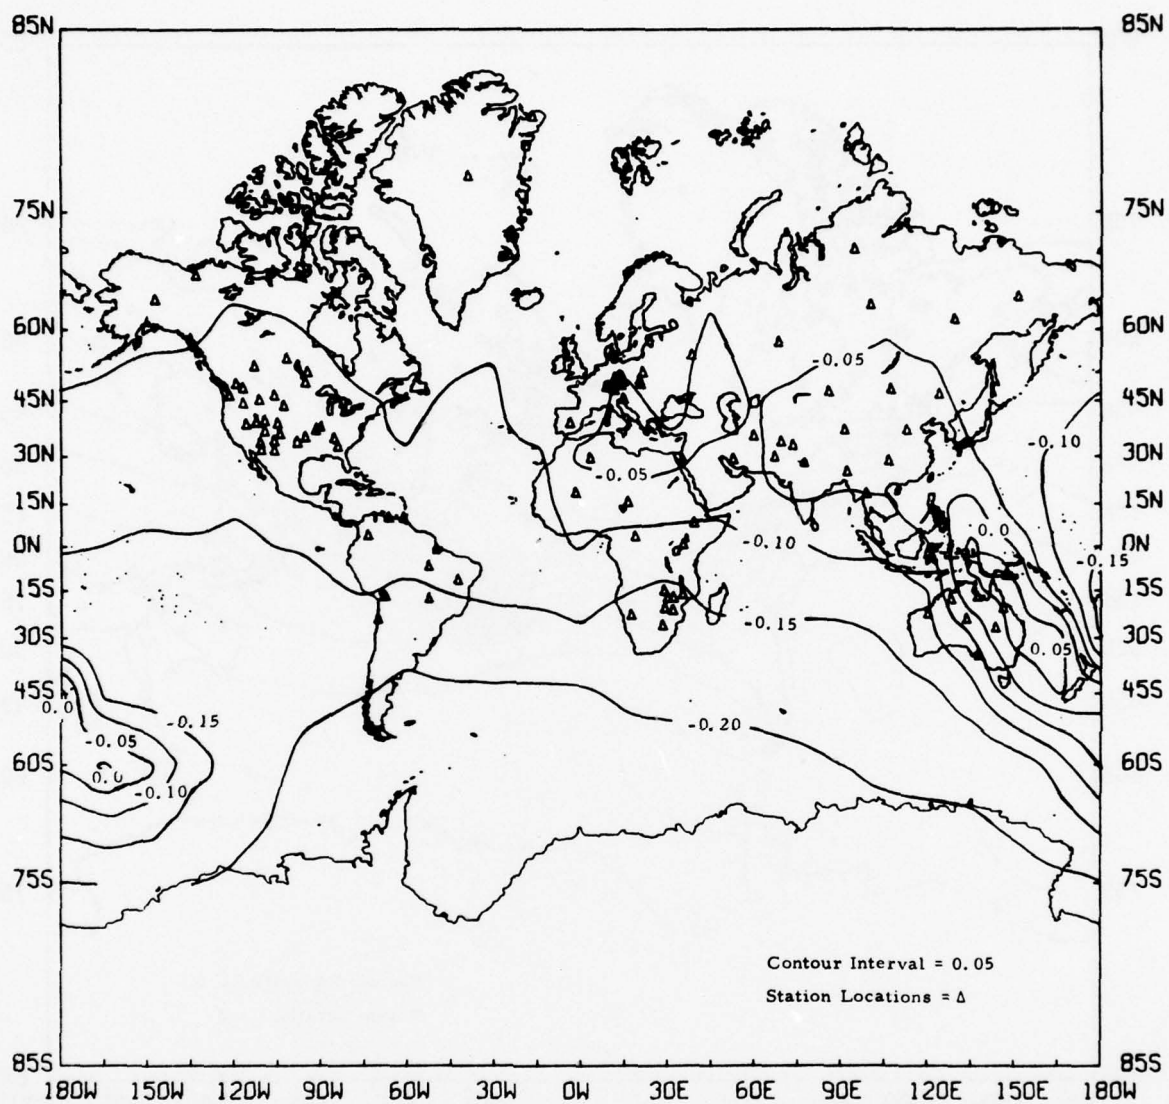 85N 85N
75N 75N
60N 60N
-0.05
45N 45N
-0.10
30N 30N
-0.05
15N 15N
0.0
0N -0.10 0N
-0.15
15S 15S
-0.15
30S 30S
0.05
45S 45S
0.0
-0.15
-0.20
-0.05
60S 60S
0.0
-0.10
75S 75S
Contour Interval = 0.05
Station Locations = Δ
85S 85S
180W 150W 120W 90W 60W 30W 0W 30E 60E 90E 120E 150E 180W